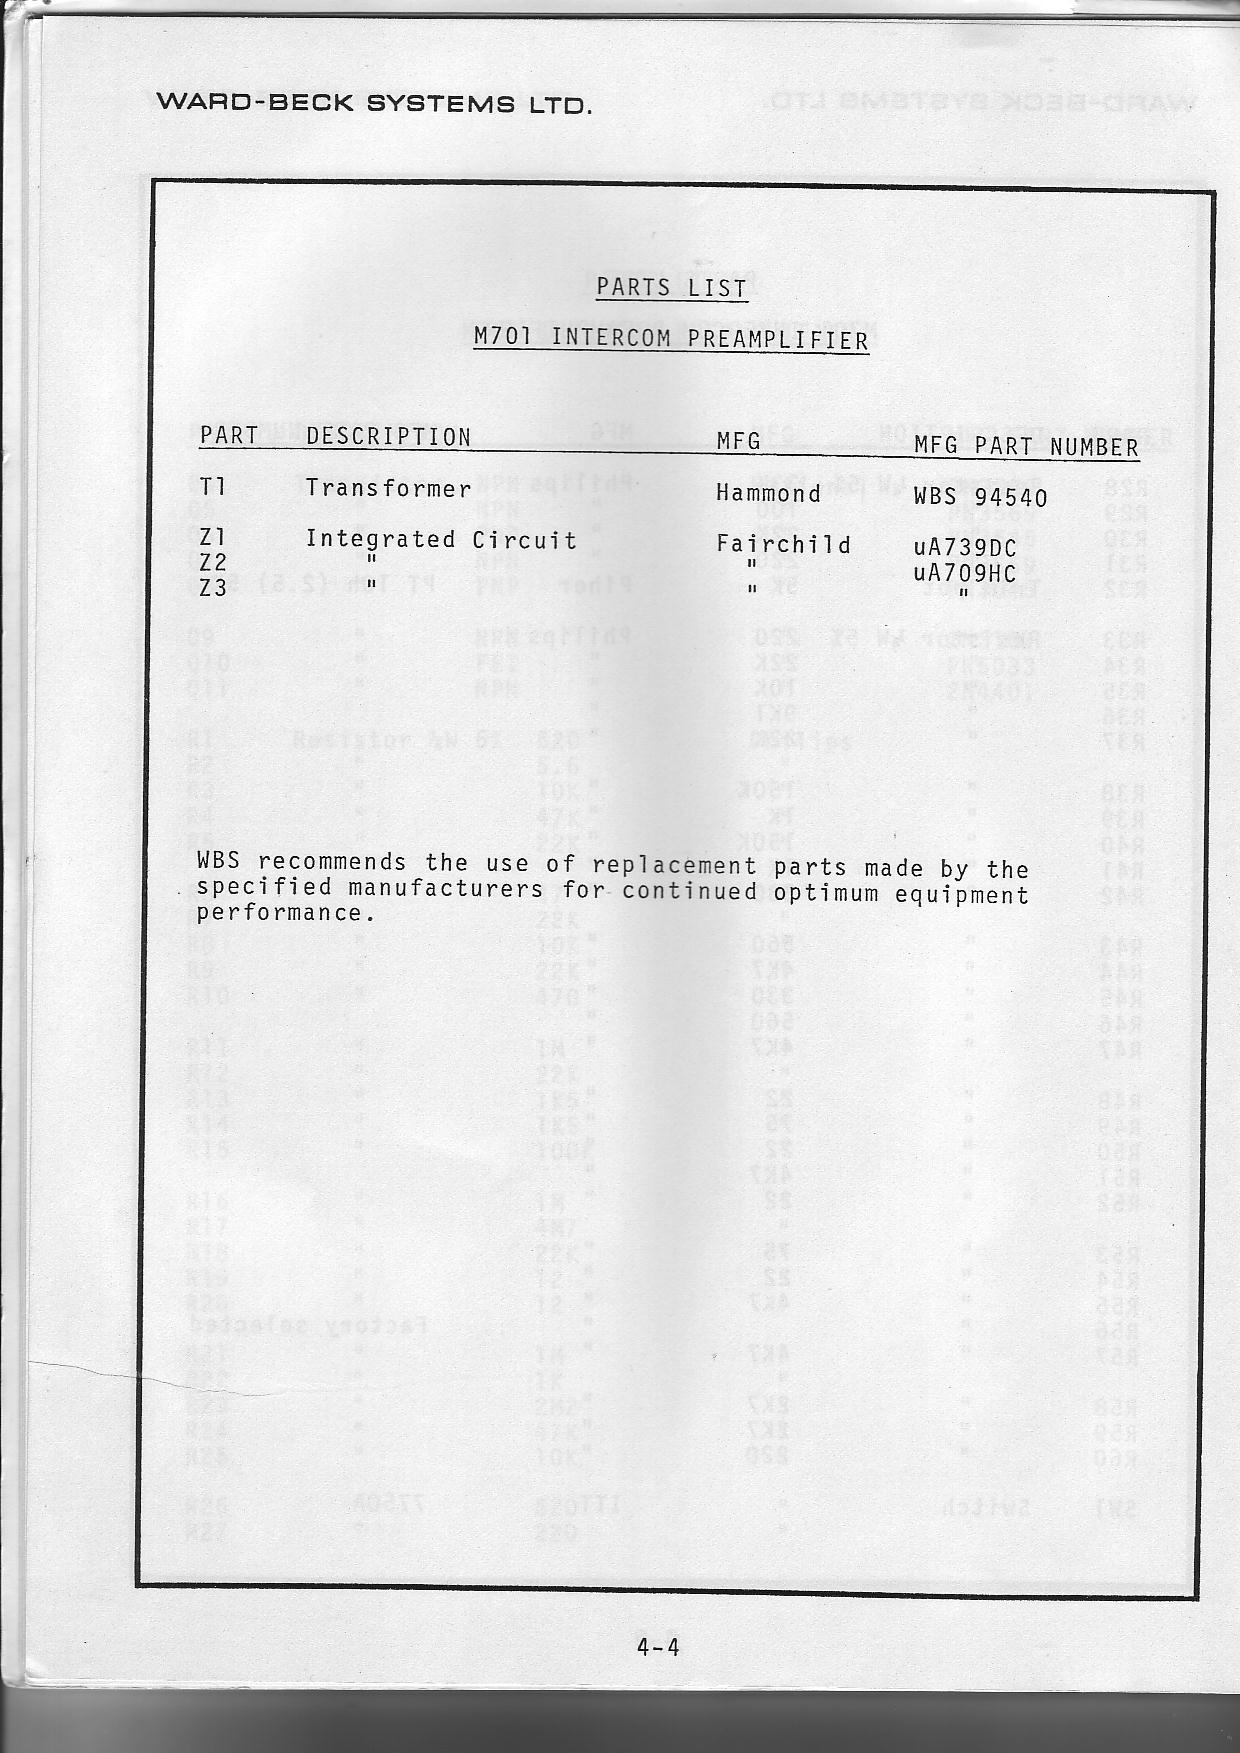 WARD-BECK SYSTEMS LTD.
PARTS LIST
M701 INTERCOM PREAMPLIFIER
PART DESCRIPTION MFG MFG PART NUMBER
T1 Transformer Hammond WBS 94540
Z1 Integrated Circuit Fairchild uA739DC
Z2 " " uA709HC
Z3 " " "
WBS recommends the use of replacement parts made by the
specified manufacturers for continued optimum equipment
performance.
4-4